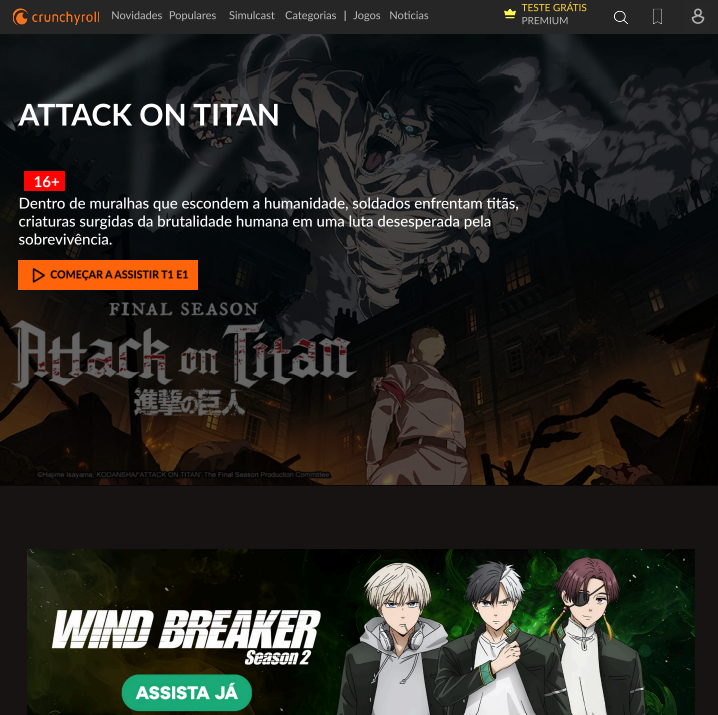 crunchyroll Novidades Populares Simulcast Categorias | Jogos Notícias TESTE GRÁTIS
PREMIUM
ATTACK ON TITAN
16+
Dentro de muralhas que escondem a humanidade, soldados enfrentam titãs,
criaturas surgidas da brutalidade humana em uma luta desesperada pela
sobrevivência.
COMEÇAR A ASSISTIR T1 E1
FINAL SEASON
Attack on Titan
進撃の巨人
©Hajime Isayama, KODANSHA/"ATTACK ON TITAN" The Final Season Production Committee
WIND BREAKER
Season 2
ASSISTA JÁ